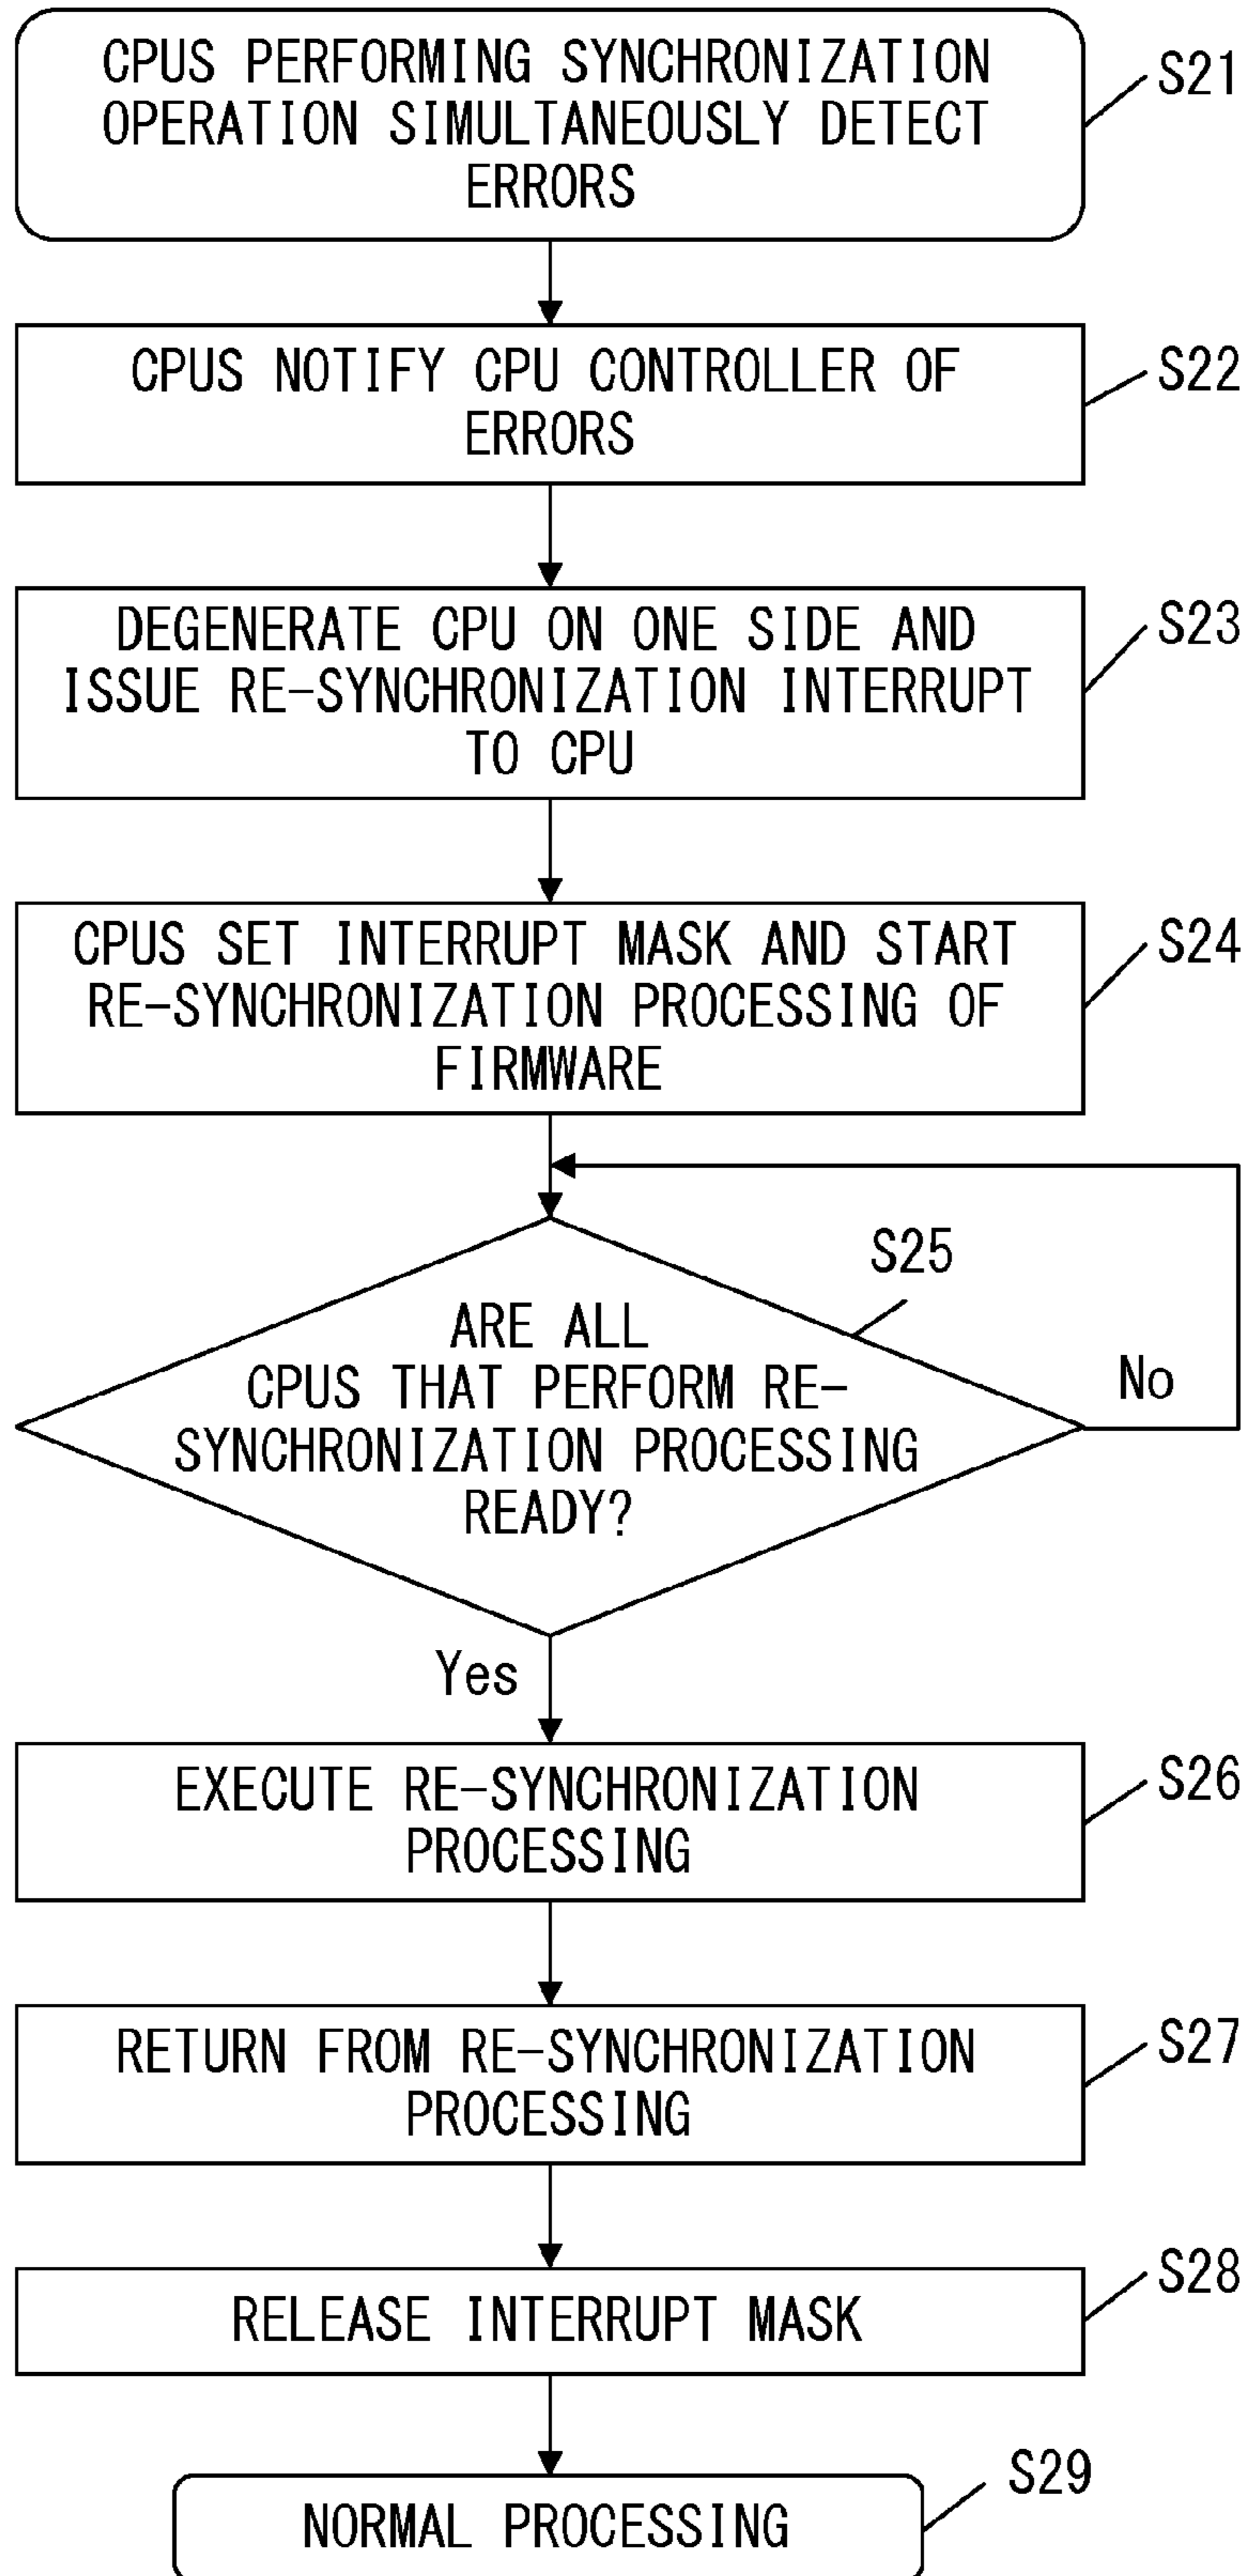 CPUS PERFORMING SYNCHRONIZATION
OPERATION SIMULTANEOUSLY DETECT
ERRORS
S21
CPUS NOTIFY CPU CONTROLLER OF
ERRORS
S22
DEGENERATE CPU ON ONE SIDE AND
ISSUE RE-SYNCHRONIZATION INTERRUPT
TO CPU
S23
CPUS SET INTERRUPT MASK AND START
RE-SYNCHRONIZATION PROCESSING OF
FIRMWARE
S24
S25
ARE ALL
CPUS THAT PERFORM RE-
SYNCHRONIZATION PROCESSING
READY?
No
Yes
EXECUTE RE-SYNCHRONIZATION
PROCESSING
S26
RETURN FROM RE-SYNCHRONIZATION
PROCESSING
S27
RELEASE INTERRUPT MASK
S28
NORMAL PROCESSING
S29